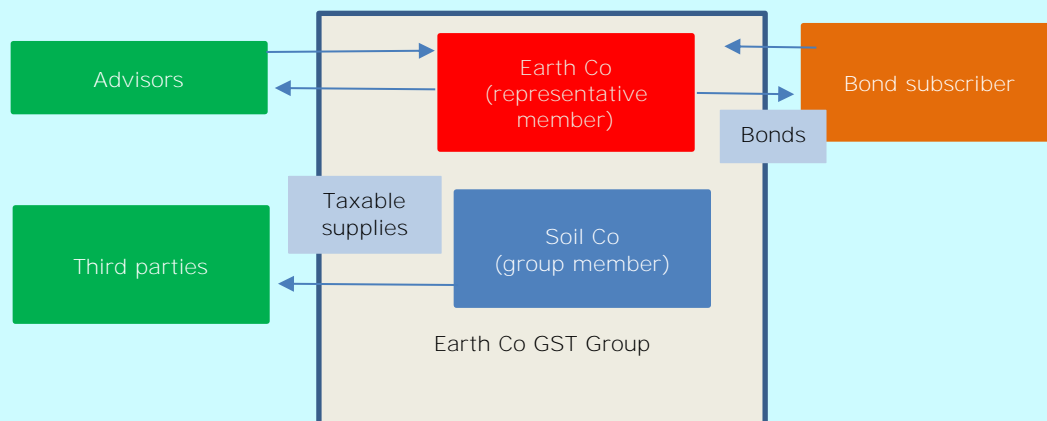 Advisors
Earth Co
(representative
member)
Bond subscriber
Bonds
Taxable
supplies
Third parties
Soil Co
(group member)
Earth Co GST Group